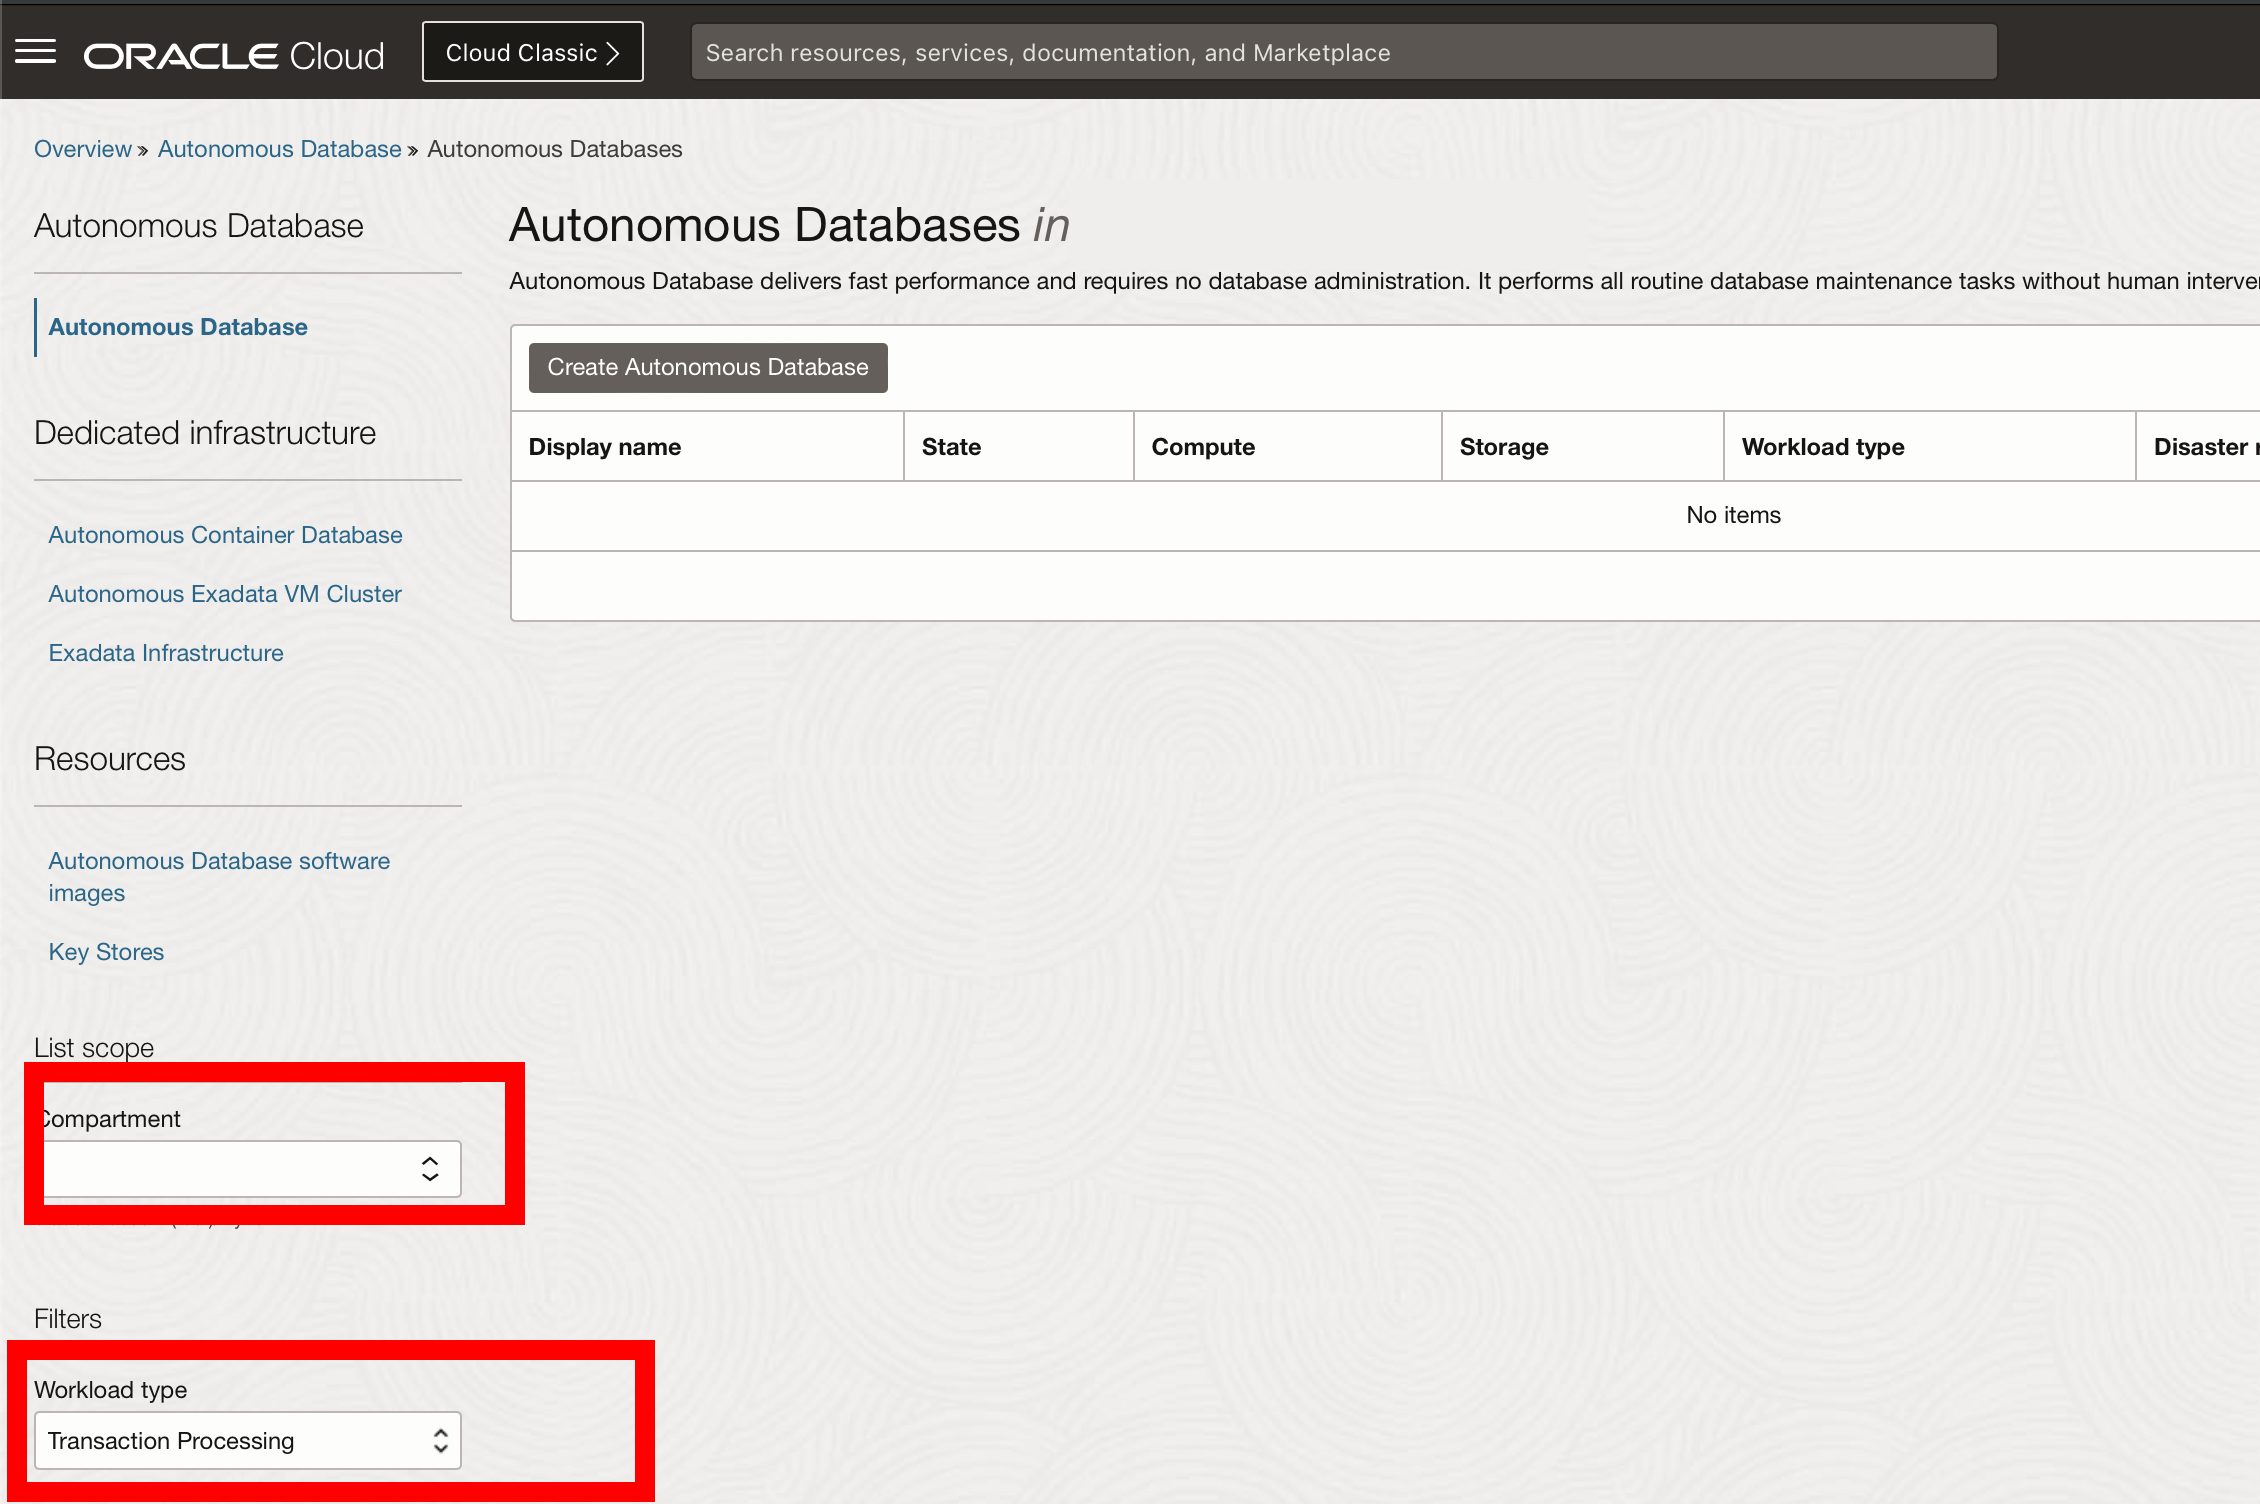 ORACLE Cloud
Cloud Classic
Search resources, services, documentation, and Marketplace
Overview » Autonomous Database » Autonomous Databases
Autonomous Database
Autonomous Database
Dedicated infrastructure
Autonomous Container Database
Autonomous Exadata VM Cluster
Exadata Infrastructure
Resources
Autonomous Database software
images
Key Stores
List scope
Compartment
Filters
Workload type
Transaction Processing
Autonomous Databases in
Autonomous Database delivers fast performance and requires no database administration. It performs all routine database maintenance tasks without human
Create Autonomous Database
Display name
State
Compute
Storage
Workload type
Disaster
No items